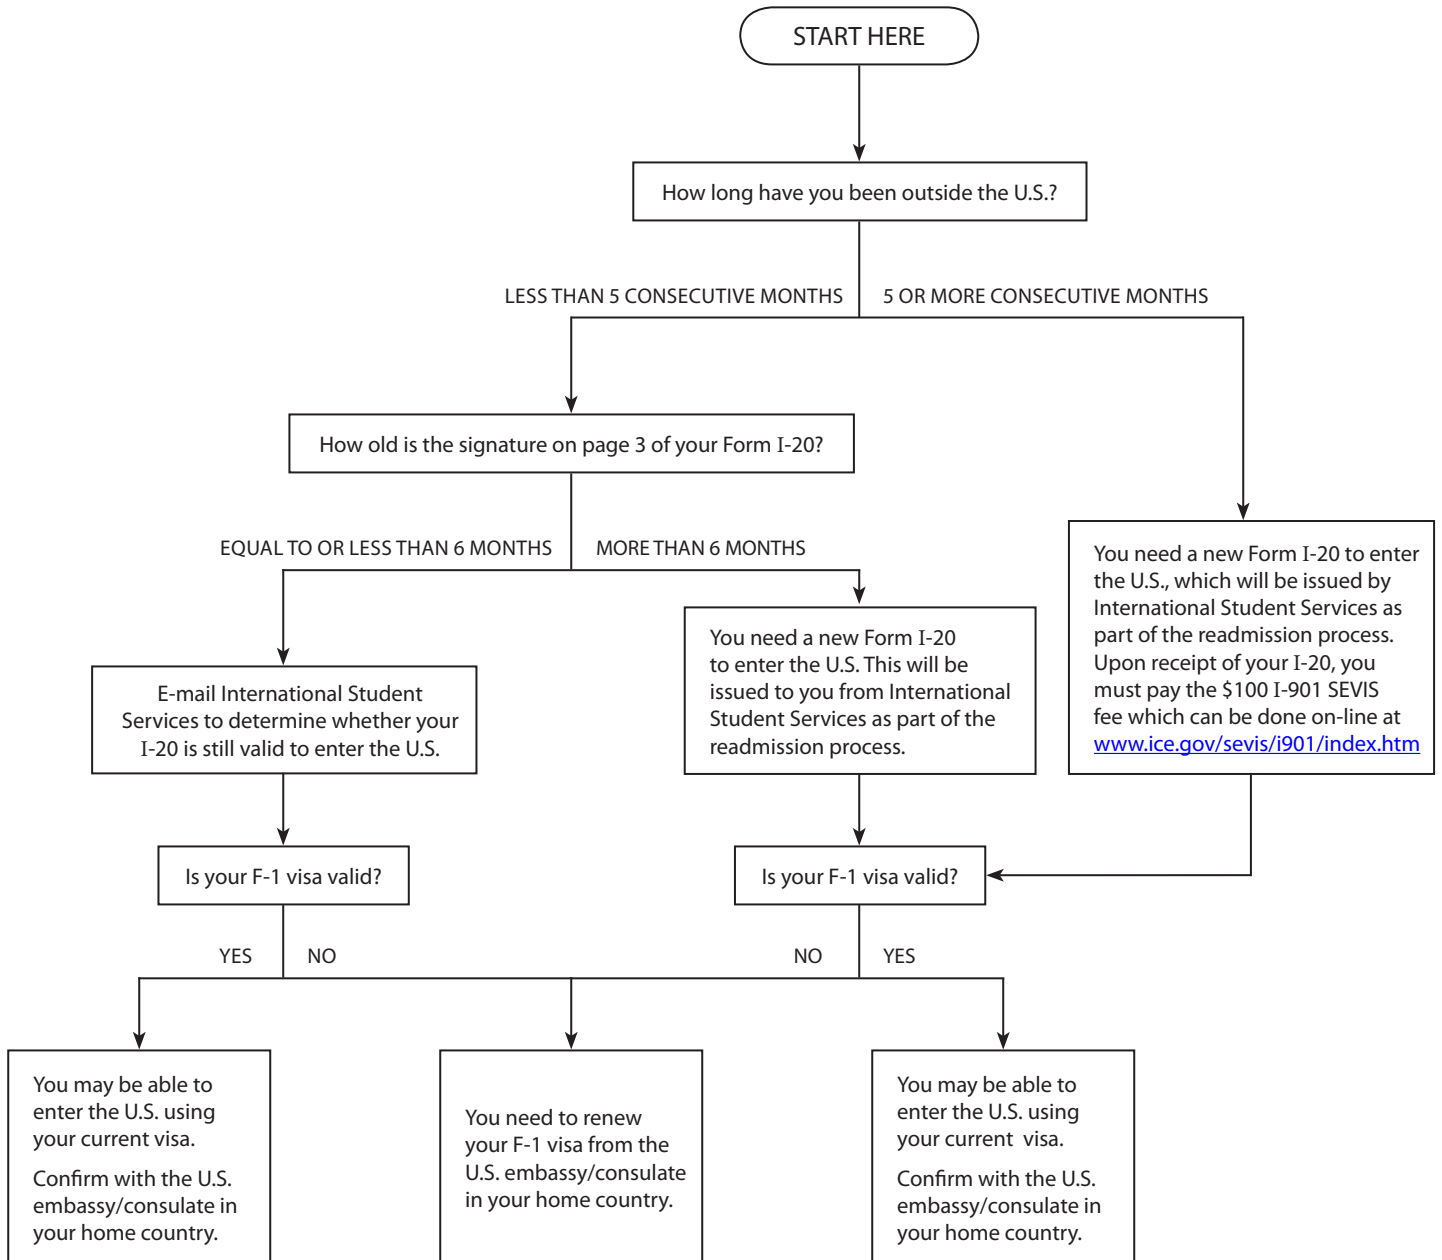 START HERE
How long have you been outside the U.S.?
LESS THAN 5 CONSECUTIVE MONTHS
5 OR MORE CONSECUTIVE MONTHS
How old is the signature on page 3 of your Form I-20?
EQUAL TO OR LESS THAN 6 MONTHS
MORE THAN 6 MONTHS
You need a new Form I-20 to enter
the U.S., which will be issued by
International Student Services as
part of the readmission process.
Upon receipt of your I-20, you
must pay the $100 I-901 SEVIS
fee which can be done on-line at
www.ice.gov/sevis/i901/index.htm
E-mail International Student
Services to determine whether your
I-20 is still valid to enter the U.S.
You need a new Form I-20
to enter the U.S. This will be
issued to you from International
Student Services as part of the
readmission process.
Is your F-1 visa valid?
Is your F-1 visa valid?
YES
NO
NO
YES
You may be able to
enter the U.S. using
your current visa.
Confirm with the U.S.
embassy/consulate in
your home country.
You need to renew
your F-1 visa from the
U.S. embassy/consulate
in your home country.
You may be able to
enter the U.S. using
your current  visa.
Confirm with the U.S.
embassy/consulate in
your home country.